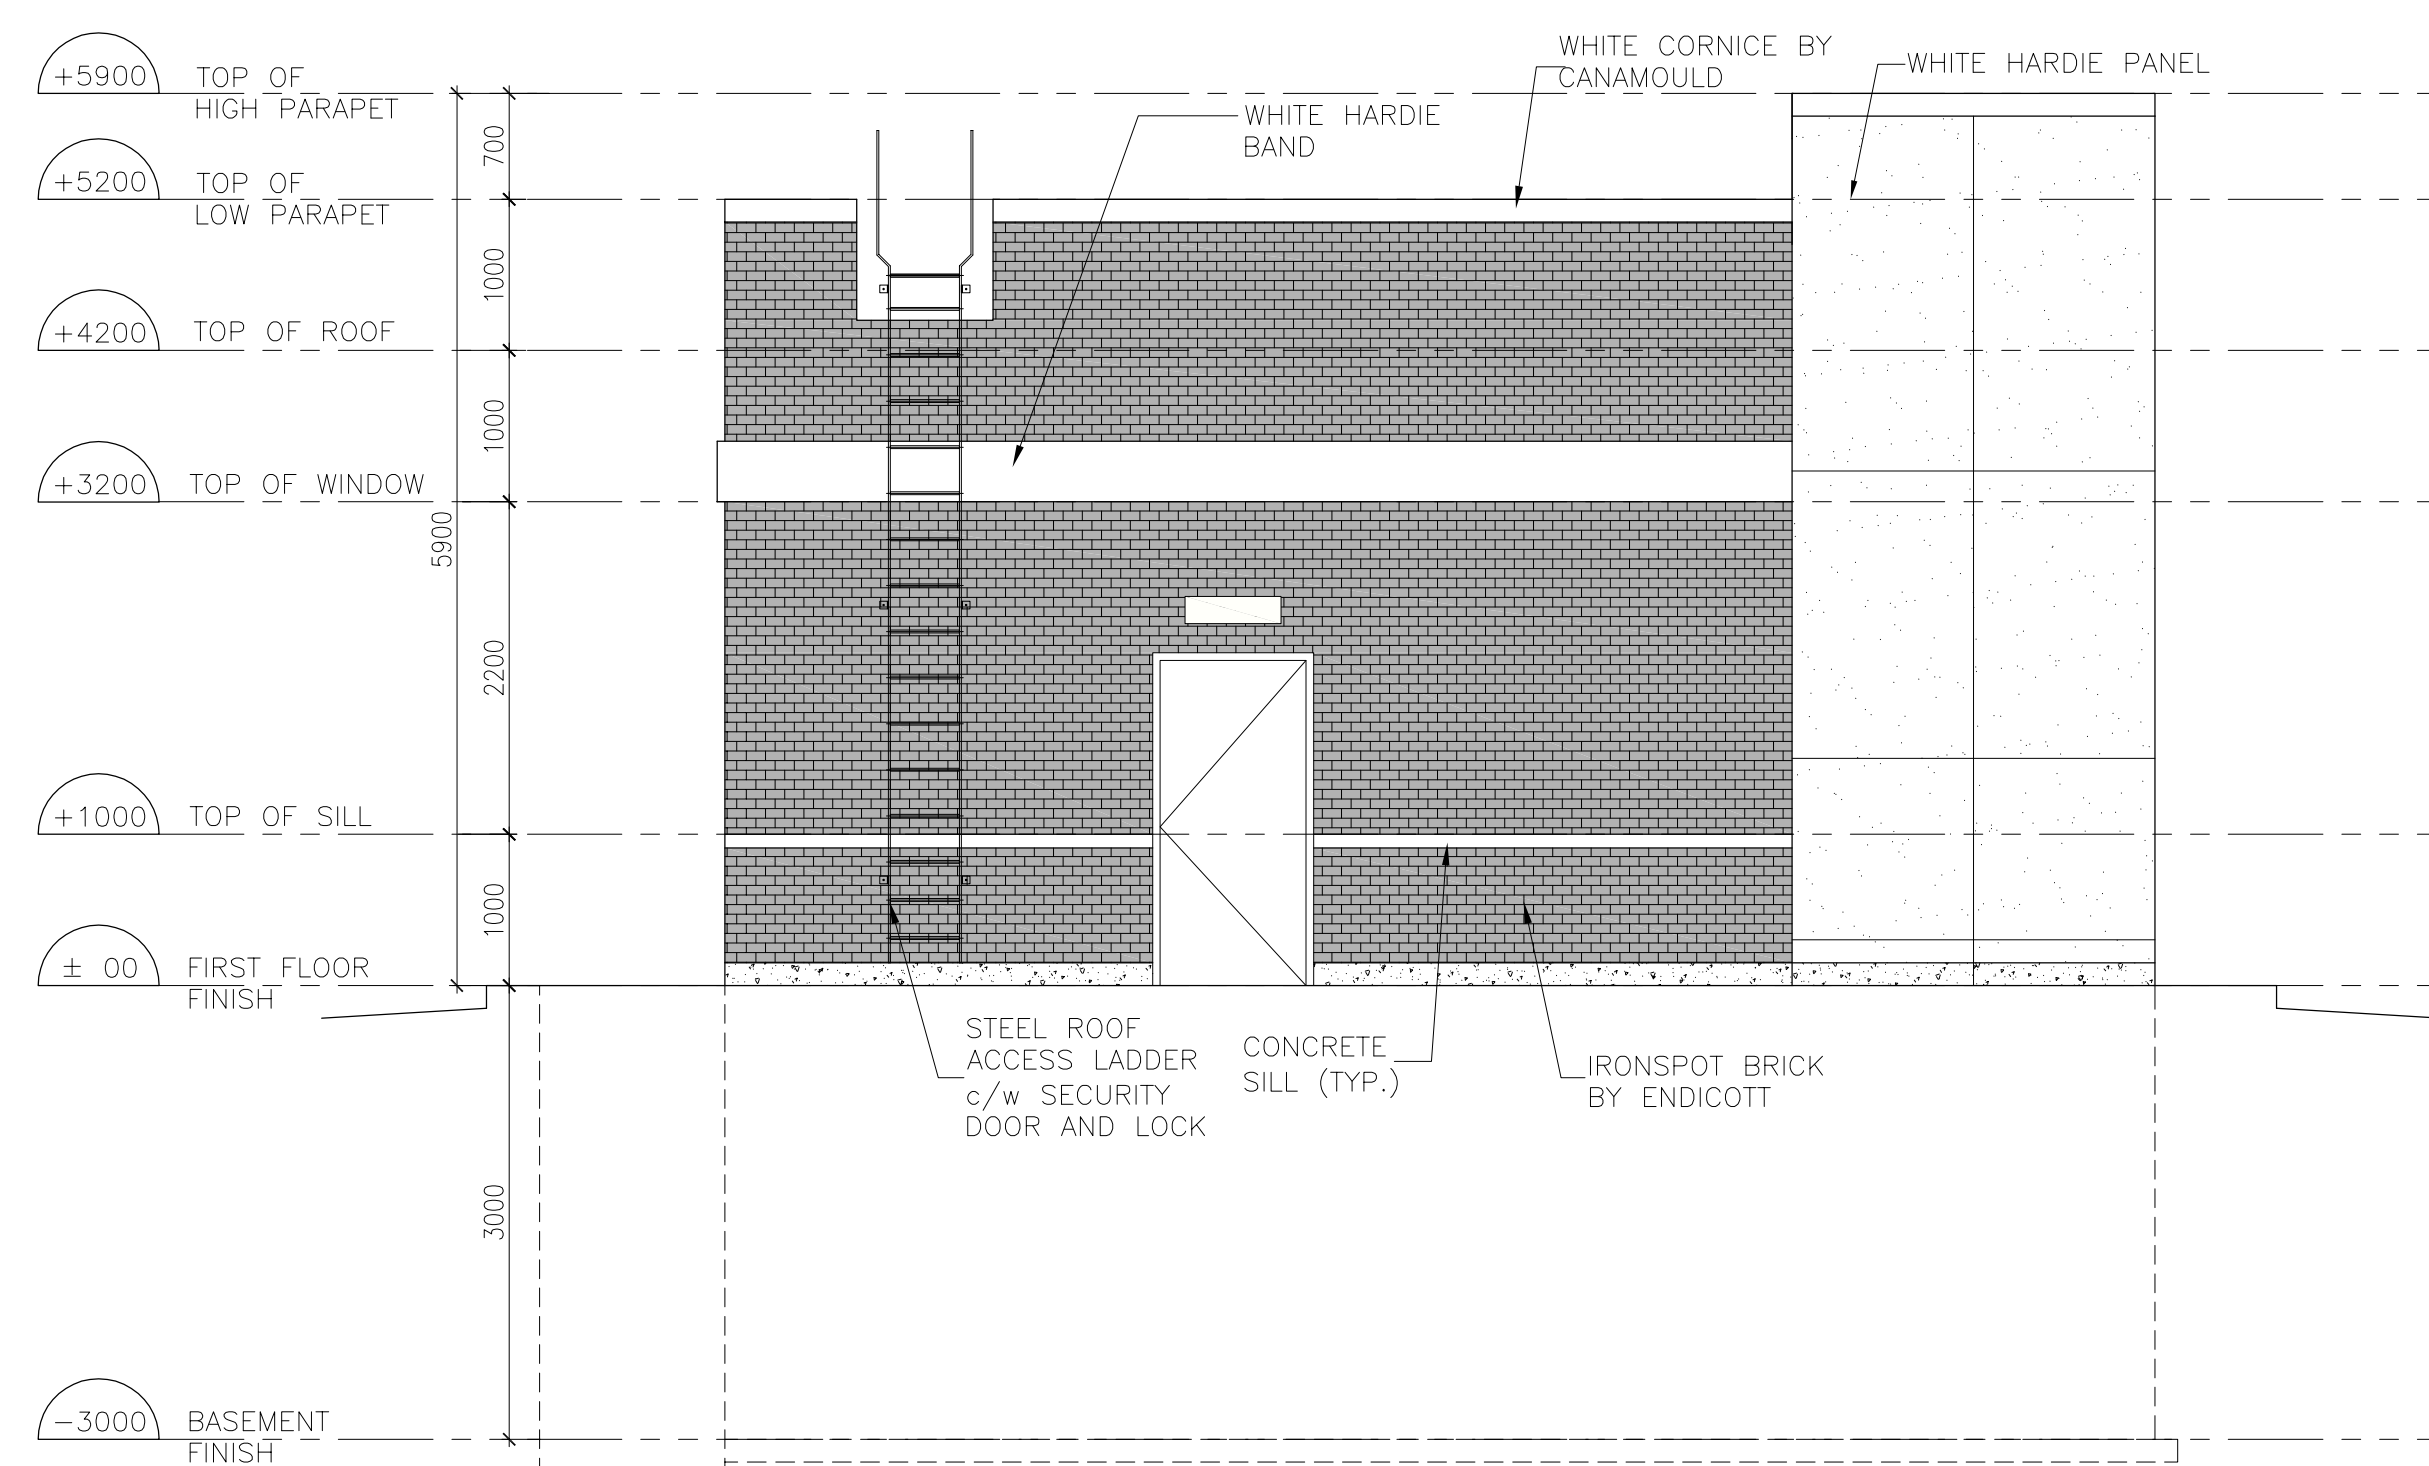 WHITE CORNICE BY
CANAMOULD
WHITE HARDIE PANEL
+5900
TOP OF
HIGH PARAPET
WHITE HARDIE
BAND
700
+5200
TOP OF
LOW PARAPET
1000
+4200
TOP OF ROOF
1000
+3200
TOP OF WINDOW
5900
2200
+1000
TOP OF SILL
1000
± 00
FIRST FLOOR
FINISH
STEEL ROOF
ACCESS LADDER
c/w SECURITY
DOOR AND LOCK
CONCRETE
SILL (TYP.)
IRONSPOT BRICK
BY ENDICOTT
3000
-3000
BASEMENT
FINISH